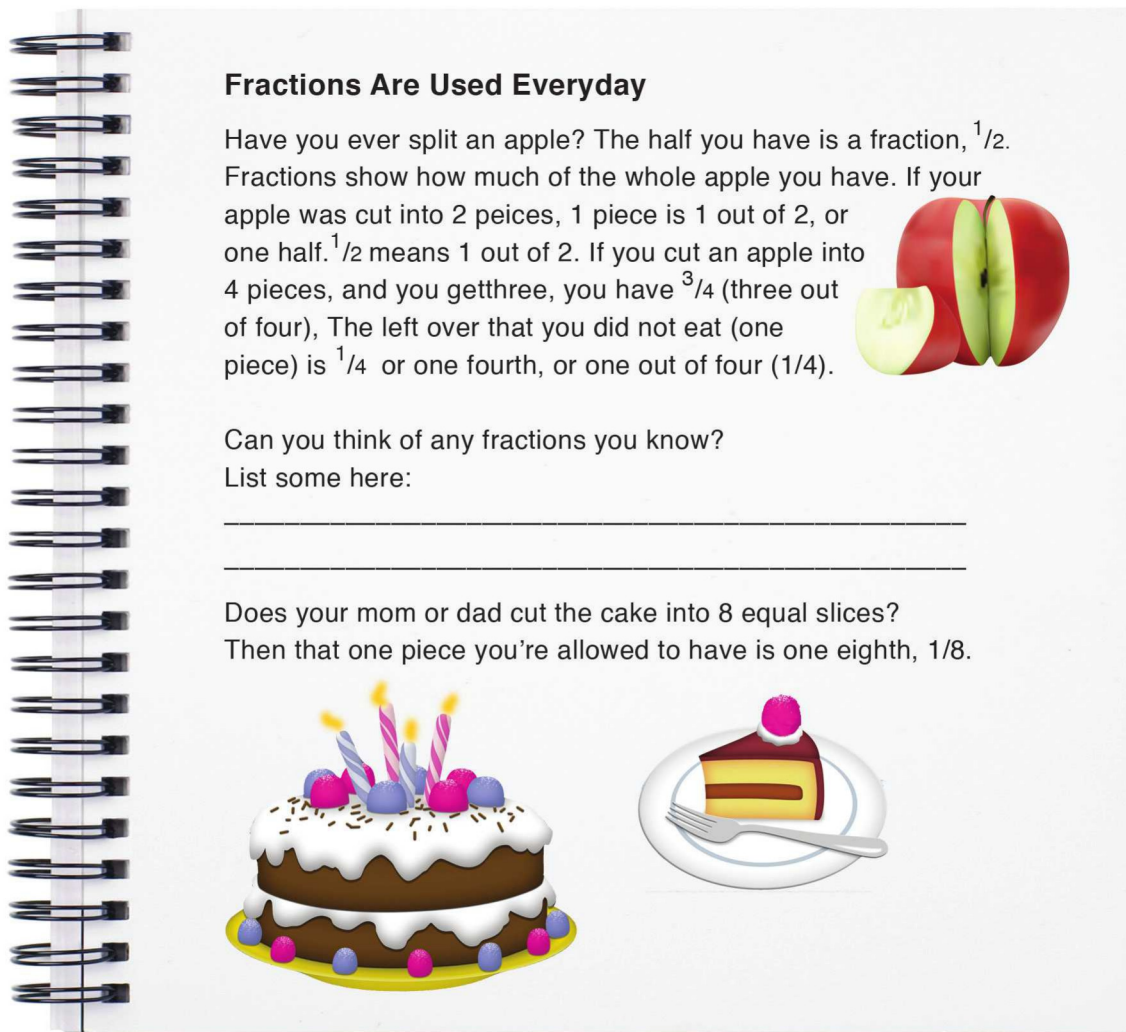 Fractions Are Used Everyday
Have you ever split an apple? The half you have is a fraction, 1/2.
Fractions show how much of the whole apple you have. If your
apple was cut into 2 peices, 1 piece is 1 out of 2, or
one half.1/2 means 1 out of 2. If you cut an apple into
4 pieces, and you getthree, you have 3/4 (three out
of four), The left over that you did not eat (one
piece) is 1/4 or one fourth, or one out of four (1/4).
Can you think of any fractions you know?
List some here:
Does your mom or dad cut the cake into 8 equal slices?
Then that one piece you’re allowed to have is one eighth, 1/8.